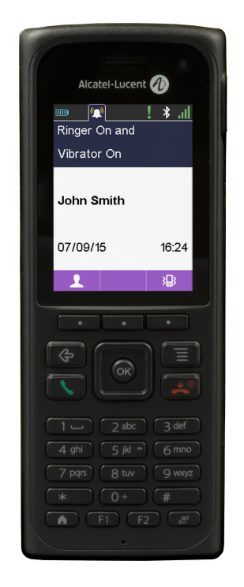 Alcatel-Lucent
Ringer On and
Vibrator On
John Smith
07/09/15 16:24
OK
1 2 abc 3 def
4 ghi 5 jkl 6 mno
7 pqrs 8 tuv 9 wxyz
* 0 + #
F1 F2